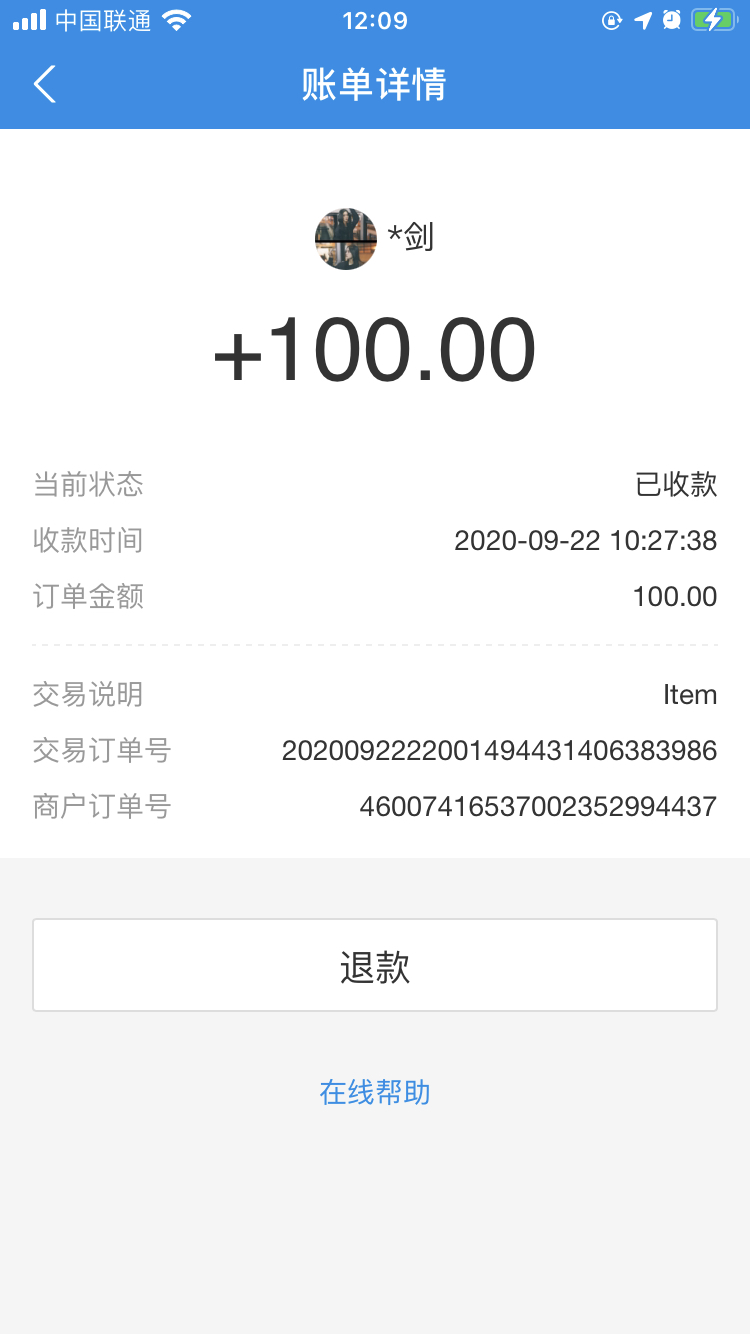 中国联通 12:09
账单详情
*剑
+100.00
当前状态 已收款
收款时间 2020-09-22 10:27:38
订单金额 100.00
交易说明 Item
交易订单号 2020092222001494431406383986
商户订单号 46007416537002352994437
退款
在线帮助